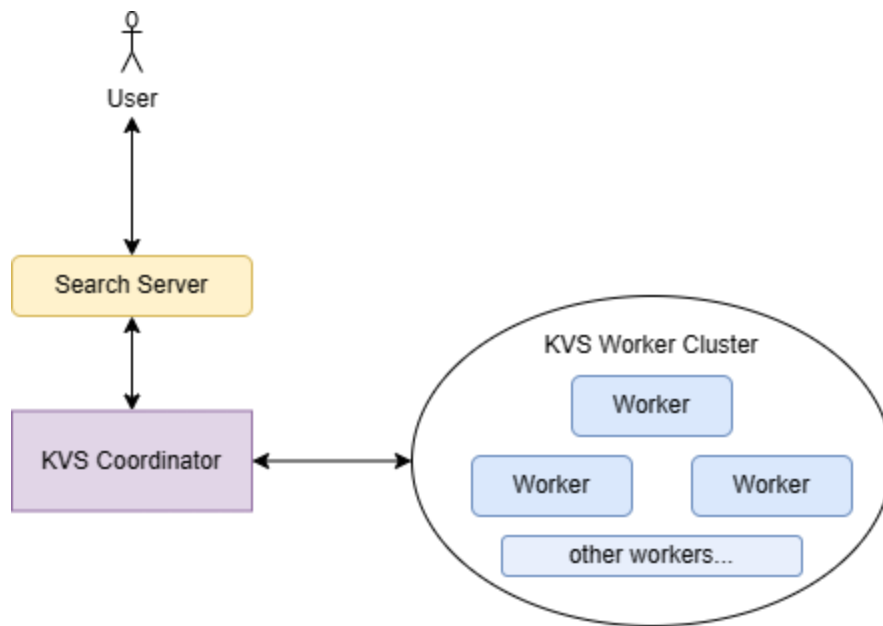 User
Search Server
KVS Coordinator
KVS Worker Cluster
Worker
Worker
Worker
other workers...